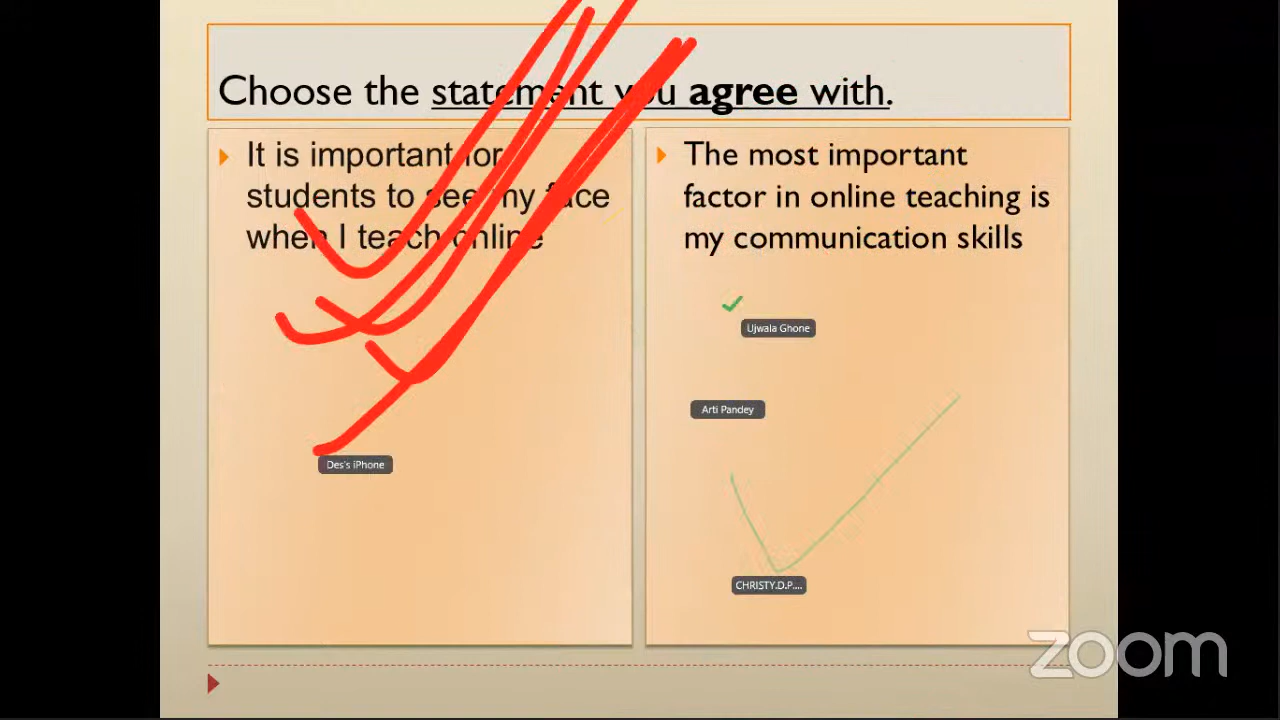 Choose the statement you agree with.
It is important for
students to see my face
when I teach online
The most important
factor in online teaching is
my communication skills
Ujwala Ghone
Arti Pandey
Des's iPhone
CHRISTY.D.P....
zoom